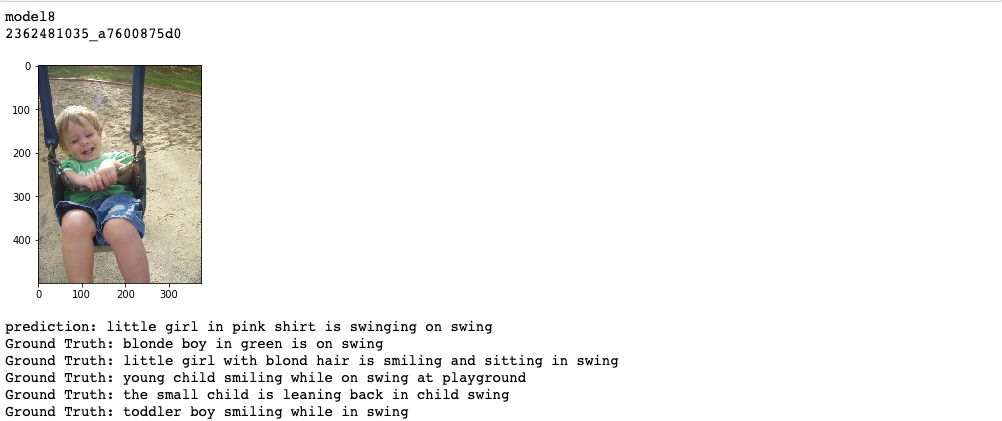 model8
2362481035_a7600875d0
0
100
200
300
400
0 100 200 300
prediction: little girl in pink shirt is swinging on swing
Ground Truth: blonde boy in green is on swing
Ground Truth: little girl with blond hair is smiling and sitting in swing
Ground Truth: young child smiling while on swing at playground
Ground Truth: the small child is leaning back in child swing
Ground Truth: toddler boy smiling while in swing